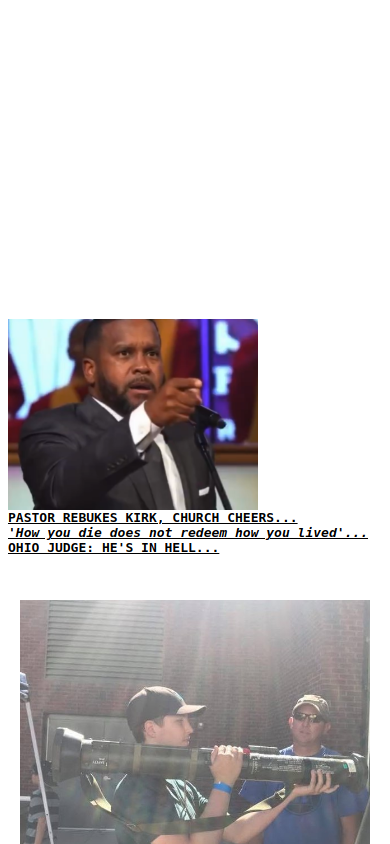 PASTOR REBUKES KIRK, CHURCH CHEERS...
'How you die does not redeem how you lived'...
OHIO JUDGE: HE'S IN HELL...